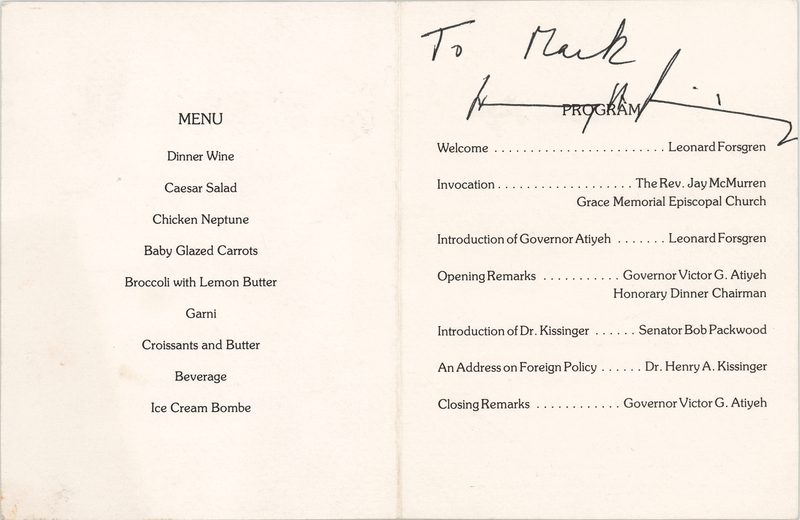 MENU
Dinner Wine
Caesar Salad
Chicken Neptune
Baby Glazed Carrots
Broccoli with Lemon Butter
Garni
Croissants and Butter
Beverage
Ice Cream Bombe
To Mark
PROGRAM
Welcome ........................ Leonard Forsgren
Invocation ................... The Rev. Jay McMurren
Grace Memorial Episcopal Church
Introduction of Governor Atiyeh ....... Leonard Forsgren
Opening Remarks ........... Governor Victor G. Atiyeh
Honorary Dinner Chairman
Introduction of Dr. Kissinger ...... Senator Bob Packwood
An Address on Foreign Policy ...... Dr. Henry A. Kissinger
Closing Remarks ............ Governor Victor G. Atiyeh